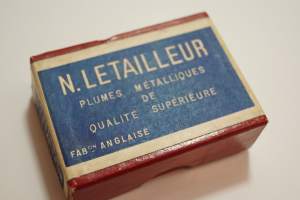 N. LETAILLEUR
PLUMES MÉTALLIQUES
DE
QUALITÉ SUPÉRIEURE
FABON ANGLAISE